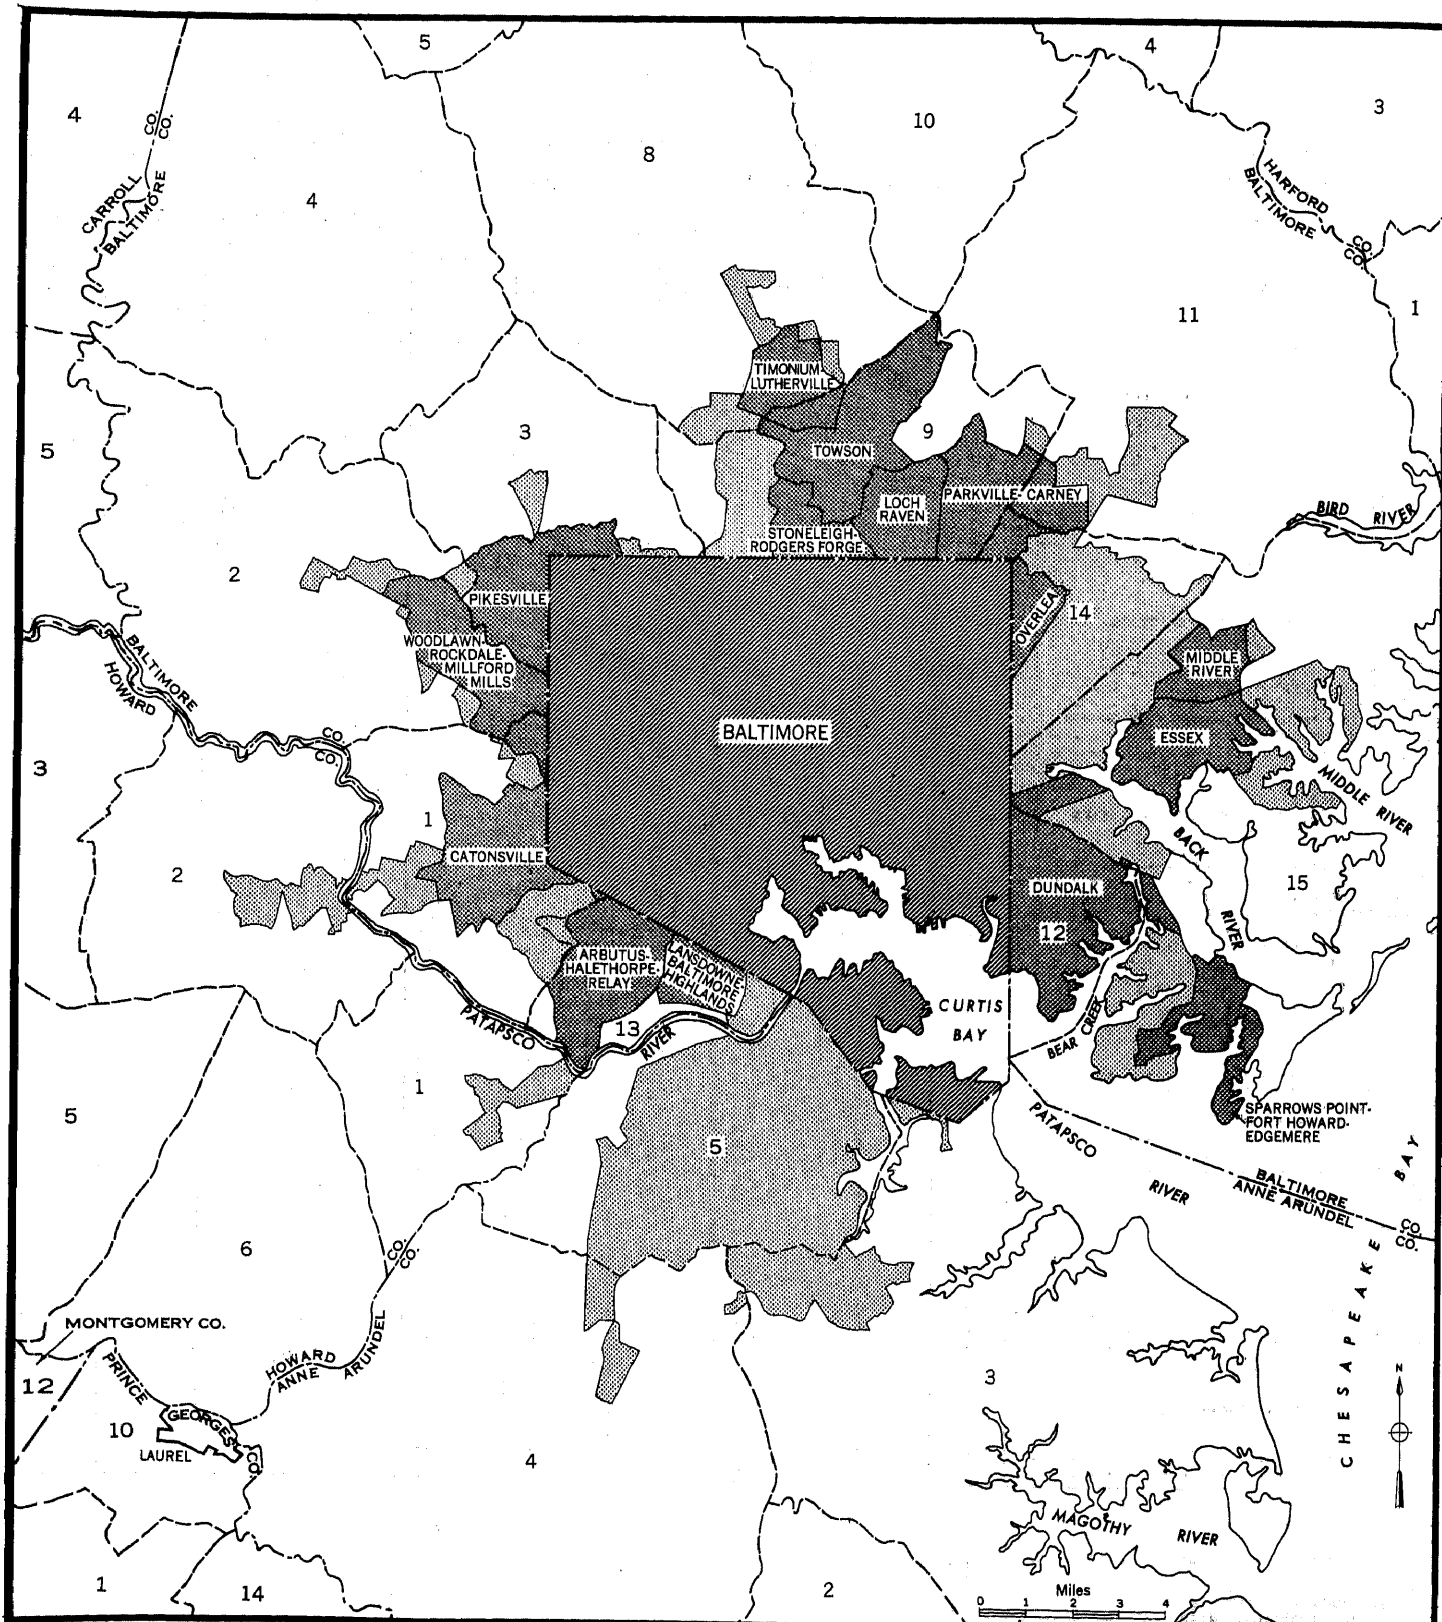 5
4
4
3
CO.
CO.
10
8
CARROLL
BALTIMORE
4
HARFORD
BALTIMORE
CO.
CO.
11
1
TIMONIUM-
LUTHERVILLE
3
9
5
TOWSON
LOCH
RAVEN
PARKVILLE-CARNEY
BIRD RIVER
STONELEIGH-
RODGERS FORGE
2
PIKESVILLE
OVERLEA
14
WOODLAWN-
ROCKDALE-
MILLFORD
MILLS
MIDDLE
RIVER
BALTIMORE
HOWARD
CO.
CO.
BALTIMORE
ESSEX
3
MIDDLE RIVER
1
BACK
RIVER
CATONSVILLE
2
DUNDALK
15
12
ARBUTUS-
HALETHORPE-
RELAY
LANSDOWNE-
BALTIMORE
HIGHLANDS
CURTIS
BAY
PATAPSCO
RIVER
13
BEAR CREEK
1
5
SPARROWS POINT-
FORT HOWARD-
EDGEMERE
PATAPSCO
RIVER
5
BALTIMORE
ANNE ARUNDEL
CO.
CO.
CHESAPEAKE BAY
6
CO.
CO.
MONTGOMERY CO.
HOWARD
ANNE ARUNDEL
3
N
12
PRINCE
GEORGES
CO.
10
LAUREL
4
MAGOTHY RIVER
1
14
2
Miles
0 1 2 3 4